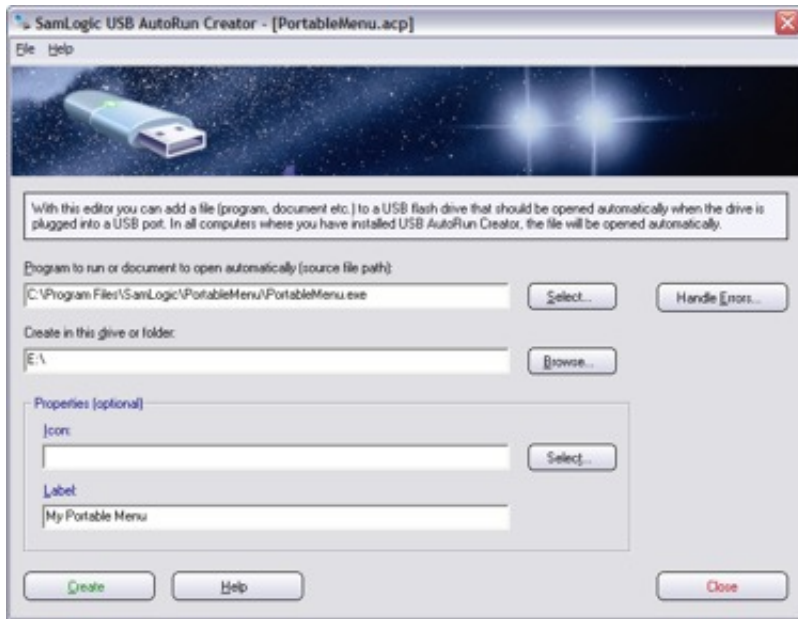 SamLogic USB AutoRun Creator - [PortableMenu.acp]
File Help
With this editor you can add a file (program, document etc.) to a USB flash drive that should be opened automatically when the drive is
plugged into a USB port. In all computers where you have installed USB AutoRun Creator, the file will be opened automatically.
Program to run or document to open automatically (source file path):
C:\Program Files\SamLogic\PortableMenu\PortableMenu.exe
Select...
Handle Errors...
Create in this drive or folder:
E:\
Browse...
Properties (optional)
Icon:
Select...
Label:
My Portable Menu
Create
Help
Close